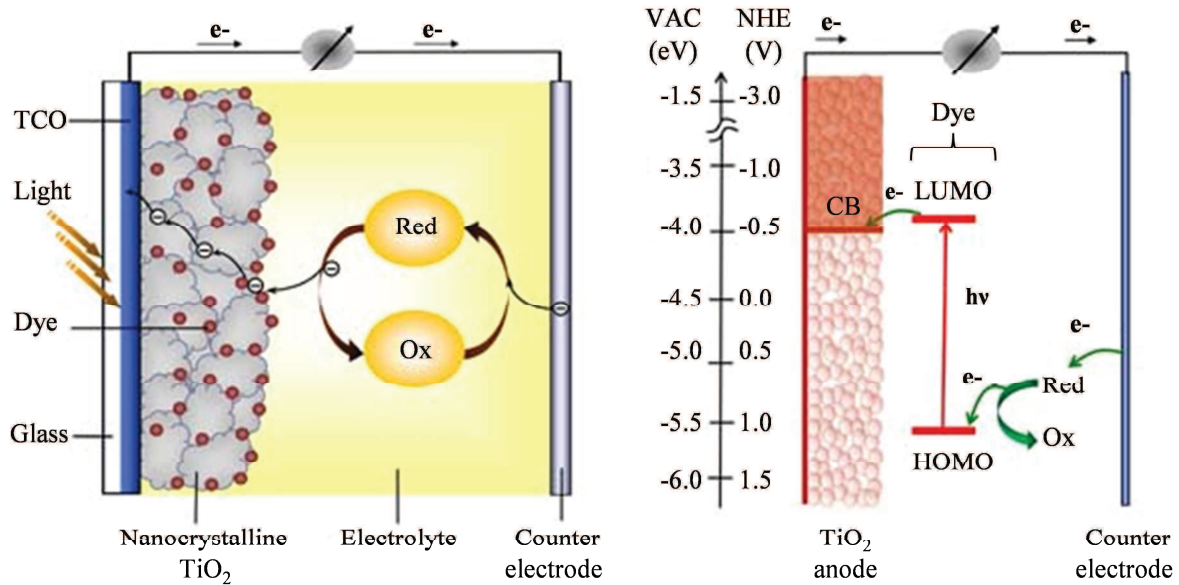 e-
e-
TCO
Light
Dye
Glass
Red
Ox
Nanocrystalline
TiO₂
Electrolyte
Counter
electrode
VAC
(eV)
NHE
(V)
e-
e-
-1.5 -3.0
-3.5 -1.0
-4.0 -0.5
-4.5 0.0
-5.0 0.5
-5.5 1.0
-6.0 1.5
Dye
LUMO
e-
CB
hν
e-
e-
Red
Ox
HOMO
TiO₂
anode
Counter
electrode